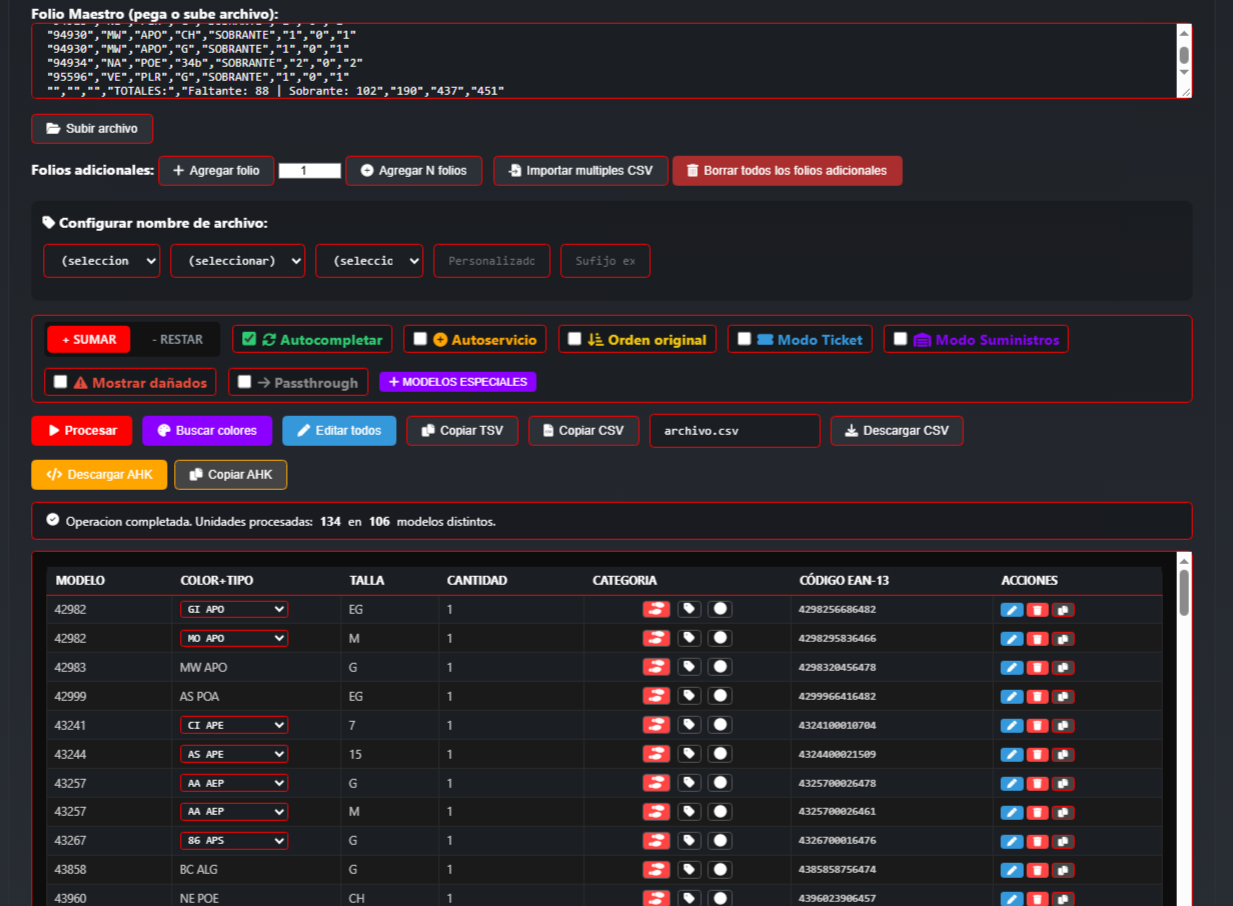 Folio Maestro (pega o sube archivo):
"94930","MW","APO","CH","SOBRANTE","1","0","1"
"94930","MW","APO","G","SOBRANTE","1","0","1"
"94934","NA","POE","34b","SOBRANTE","2","0","2"
"95596","VE","PLR","G","SOBRANTE","1","0","1"
"","","","TOTALES:","Faltante: 88 | Sobrante: 102","190","437","451"
Subir archivo
Folios adicionales: + Agregar folio 1 Agregar N folios Importar multiples CSV Borrar todos los folios adicionales
Configurar nombre de archivo:
(seleccion (seleccionar) (selecció Personalizado Sufijo ex
+ SUMAR - RESTAR Autocompletar Autoservicio Orden original Modo Ticket Modo Suministros
Mostrar dañados Passthrough + MODELOS ESPECIALES
Procesar Buscar colores Editar todos Copiar TSV Copiar CSV archivo.csv Descargar CSV
</> Descargar AHK Copiar AHK
Operacion completada. Unidades procesadas: 134 en 106 modelos distintos.
MODELO COLOR+TIPO TALLA CANTIDAD CATEGORIA CÓDIGO EAN-13 ACCIONES
42982 GI APO EG 1 4298256686482
42982 MO APO M 1 4298295836466
42983 MW APO G 1 4298320456478
42999 AS POA EG 1 4299966416482
43241 CI APE 7 1 4324100010704
43244 AS APE 15 1 4324400021509
43257 AA AEP G 1 4325700026478
43257 AA AEP M 1 4325700026461
43267 86 APS G 1 4326700016476
43858 BC ALG G 1 4385858756474
43960 NE POE CH 1 4396023906457